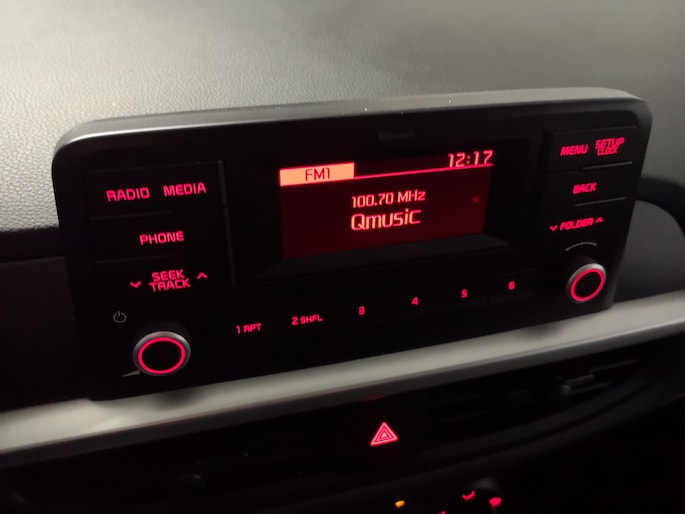 Bluetooth
FM1 12:17
100.70 MHz
Qmusic
RADIO MEDIA
PHONE
SEEK
TRACK
MENU SETUP
CLOCK
BACK
FOLDER
1 RPT 2 SHFL 3 4 5 6